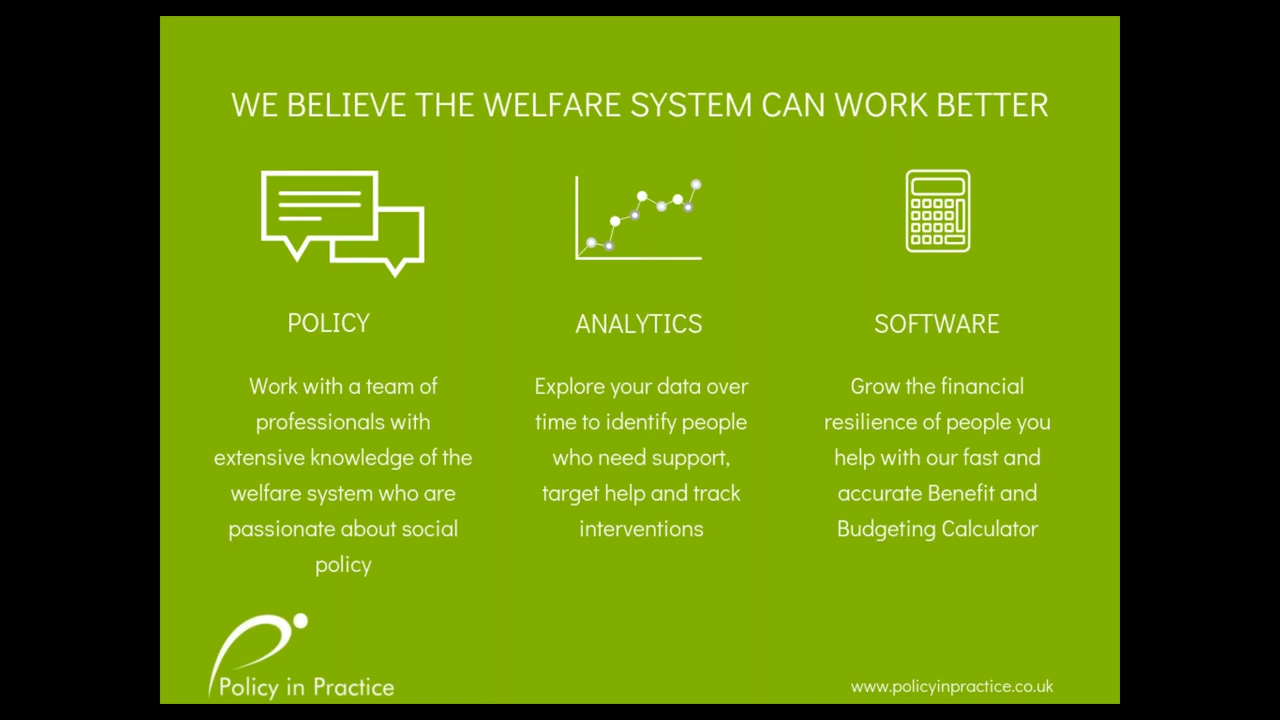 WE BELIEVE THE WELFARE SYSTEM CAN WORK BETTER
POLICY
Work with a team of
professionals with
extensive knowledge of the
welfare system who are
passionate about social
policy
ANALYTICS
Explore your data over
time to identify people
who need support,
target help and track
interventions
SOFTWARE
Grow the financial
resilience of people you
help with our fast and
accurate Benefit and
Budgeting Calculator
Policy in Practice
www.policyinpractice.co.uk